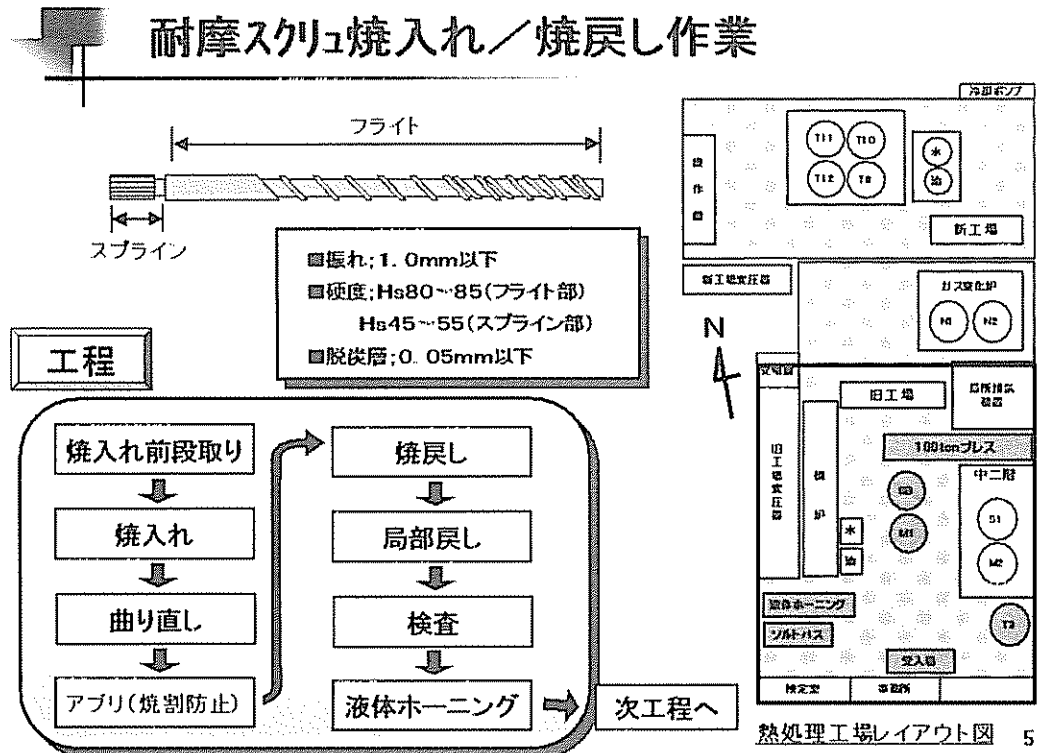 耐摩スクリュ焼入れ／焼戻し作業
フライト
スプライン
■振れ;1. 0mm以下
■硬度;Hs80～85(フライト部)
Hs45～55(スプライン部)
■脱炭層;0. 05mm以下
工程
焼入れ前段取り
焼入れ
曲り直し
アブリ(焼割防止)
焼戻し
局部戻し
検査
液体ホーニング
次工程へ
冷却ポンプ
T11
T10
T12
水
油
操作盤
新工場
新工場変圧器
N
ガス窒化炉
N1
N2
旧工場
局所排気装置
100tonプレス
旧工場変圧器
横炉
中二階
S1
M2
M1
水
油
液体ホーニング
ソルトバス
受入場
検定室
事務所
熱処理工場レイアウト図
5